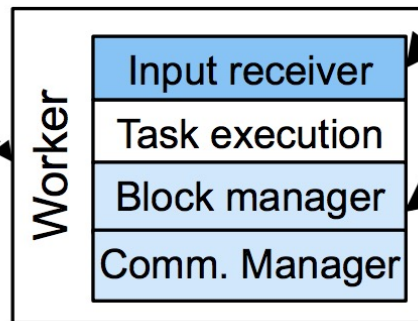 Worker
Input receiver
Task execution
Block manager
Comm. Manager